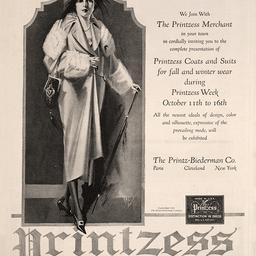 We Join With
The Printzess Merchant
in your town
in cordially inviting you to the
complete presentation of
Printzess Coats and Suits
for fall and winter wear
during
Printzess Week
October 11th to 16th
All the newest ideals of design, color
and silhouette, expressive of the
prevailing mode, will
be exhibited
The Printz-Biederman Co.
Paris Cleveland New York
Printzess
DISTINCTION IN DRESS
Printzess